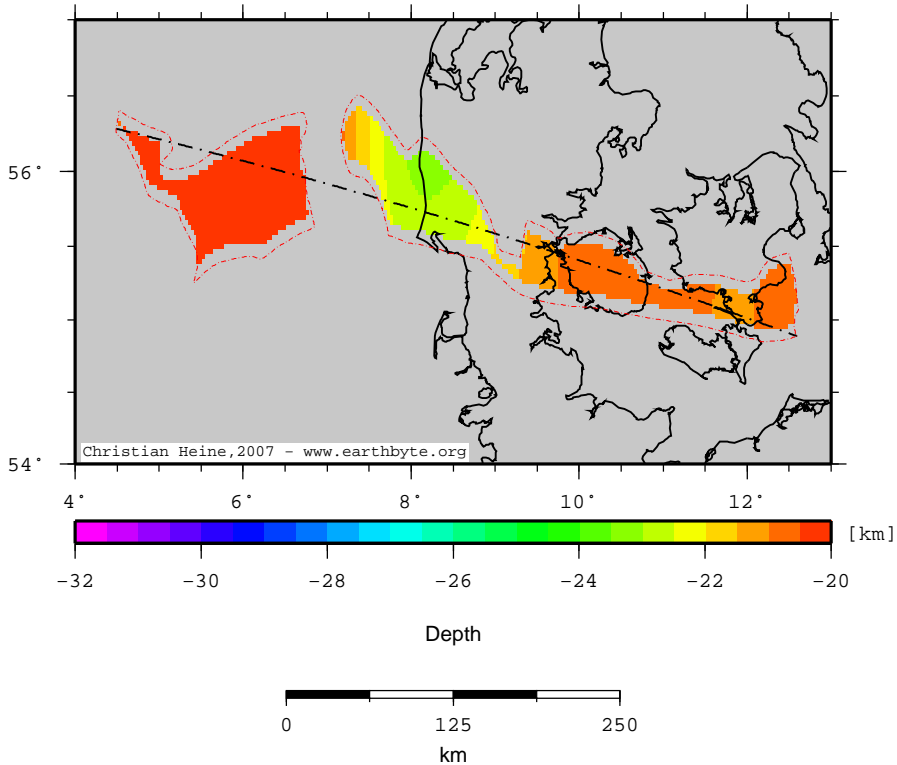 56°
54°
Christian Heine,2007 - www.earthbyte.org
4° 6° 8° 10° 12°
[km]
-32 -30 -28 -26 -24 -22 -20
Depth
0 125 250
km